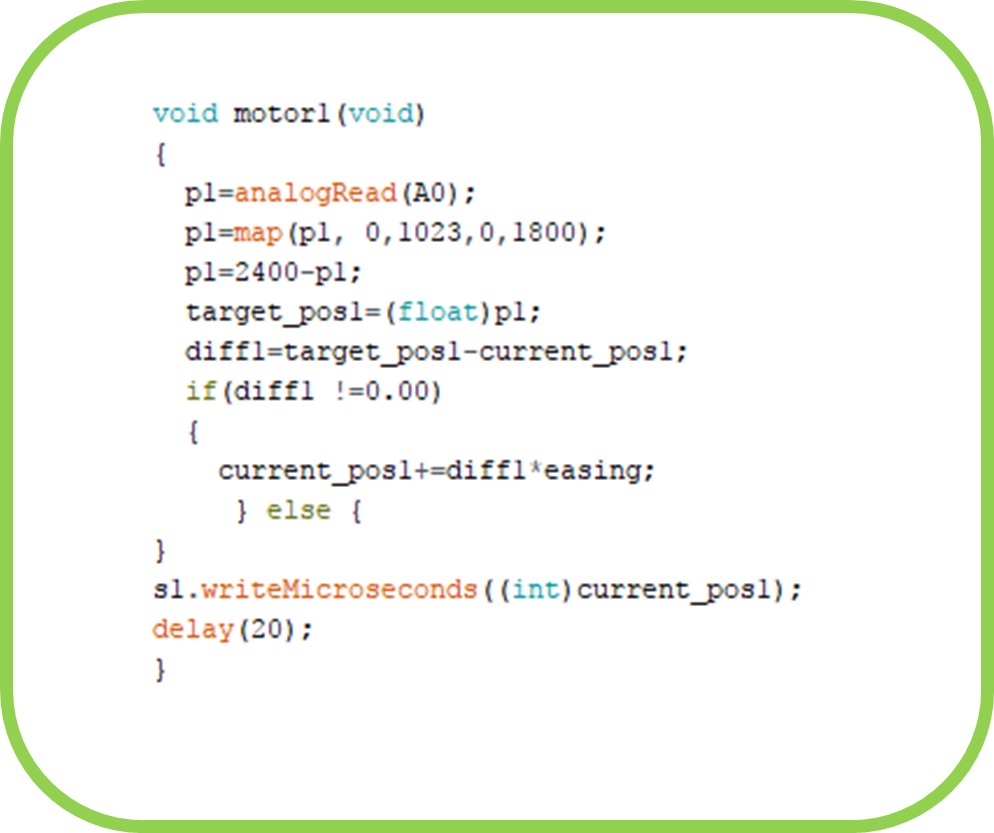 void motor1(void)
{
p1=analogRead(A0);
p1=map(p1, 0,1023,0,1800);
p1=2400-p1;
target_pos1=(float)p1;
diff1=target_pos1-current_pos1;
if(diff1 !=0.00)
{
current_pos1+=diff1*easing;
} else {
}
s1.writeMicroseconds((int)current_pos1);
delay(20);
}